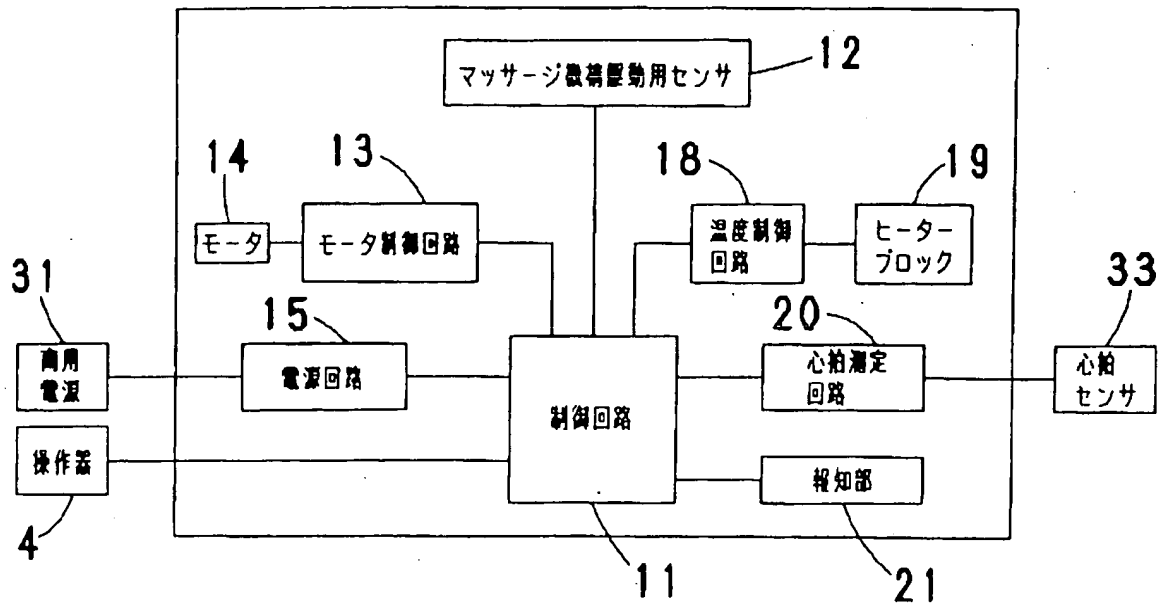 12
マッサージ機構駆動用センサ
14
13
18
19
モータ
モータ制御回路
温度制御
回路
ヒーター
ブロック
31
15
20
33
商用
電源
電源回路
制御回路
心拍測定
回路
心拍
センサ
操作器
報知部
4
11
21